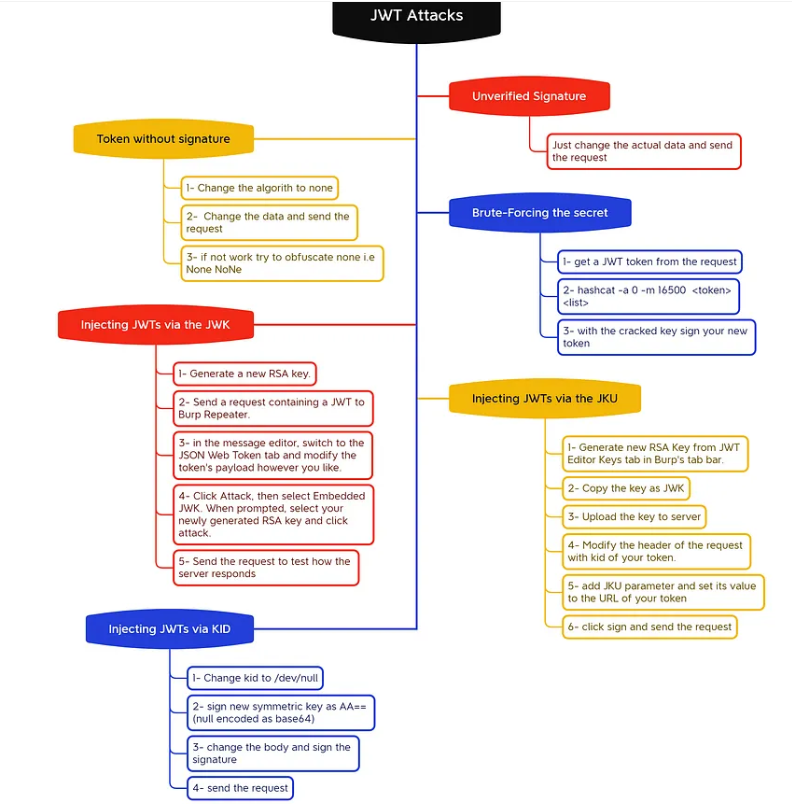 JWT Attacks
Unverified Signature
Just change the actual data and send
the request
Token without signature
1- Change the algorith to none
2-  Change the data and send the
request
3- if not work try to obfuscate none i.e
None NoNe
Brute-Forcing the secret
1- get a JWT token from the request
2- hashcat -a 0 -m 16500  <token>
<list>
3- with the cracked key sign your new
token
Injecting JWTs via the JWK
1- Generate a new RSA key.
2- Send a request containing a JWT to
Burp Repeater.
3- in the message editor, switch to the
JSON Web Token tab and modify the
token's payload however you like.
4- Click Attack, then select Embedded
JWK. When prompted, select your
newly generated RSA key and click
attack.
5- Send the request to test how the
server responds
Injecting JWTs via the JKU
1- Generate new RSA Key from JWT
Editor Keys tab in Burp's tab bar.
2- Copy the key as JWK
3- Upload the key to server
4- Modify the header of the request
with kid of your token.
5- add JKU parameter and set its value
to the URL of your token
6- click sign and send the request
Injecting JWTs via KID
1- Change kid to /dev/null
2- sign new symmetric key as AA==
(null encoded as base64)
3- change the body and sign the
signature
4- send the request